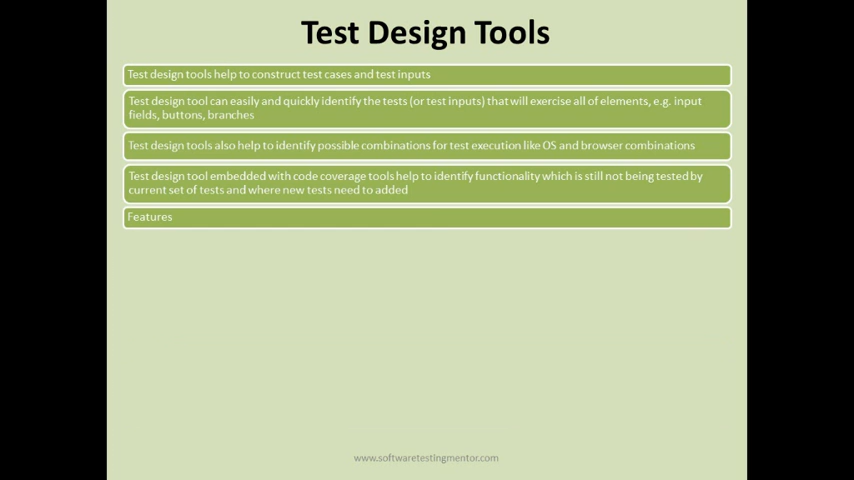 Test Design Tools
Test design tools help to construct test cases and test inputs
Test design tool can easily and quickly identify the tests (or test inputs) that will exercise all of elements, e.g. input
fields, buttons, branches
Test design tools also help to identify possible combinations for test execution like OS and browser combinations
Test design tool embedded with code coverage tools help to identify functionality which is still not being tested by
current set of tests and where new tests need to added
Features
www.softwaretestingmentor.com